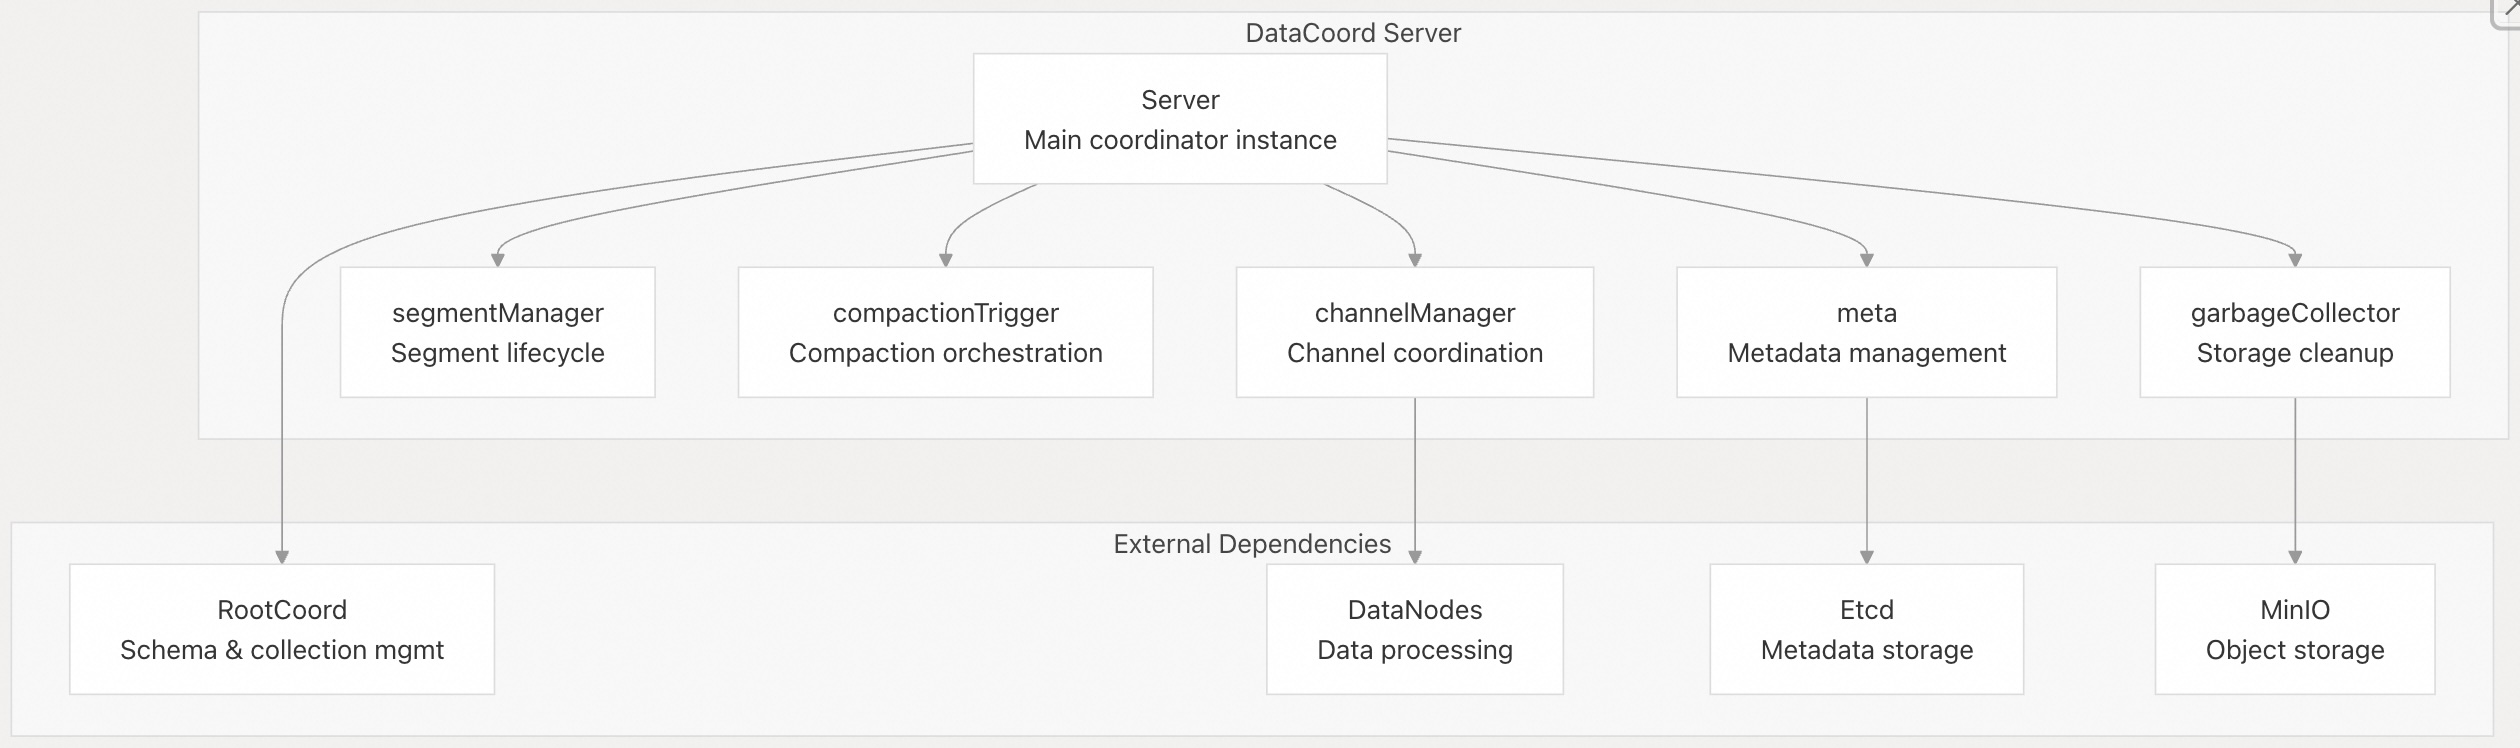 DataCoord Server
Server
Main coordinator instance
segmentManager
Segment lifecycle
compactionTrigger
Compaction orchestration
channelManager
Channel coordination
meta
Metadata management
garbageCollector
Storage cleanup
External Dependencies
RootCoord
Schema & collection mgmt
DataNodes
Data processing
Etcd
Metadata storage
MinIO
Object storage